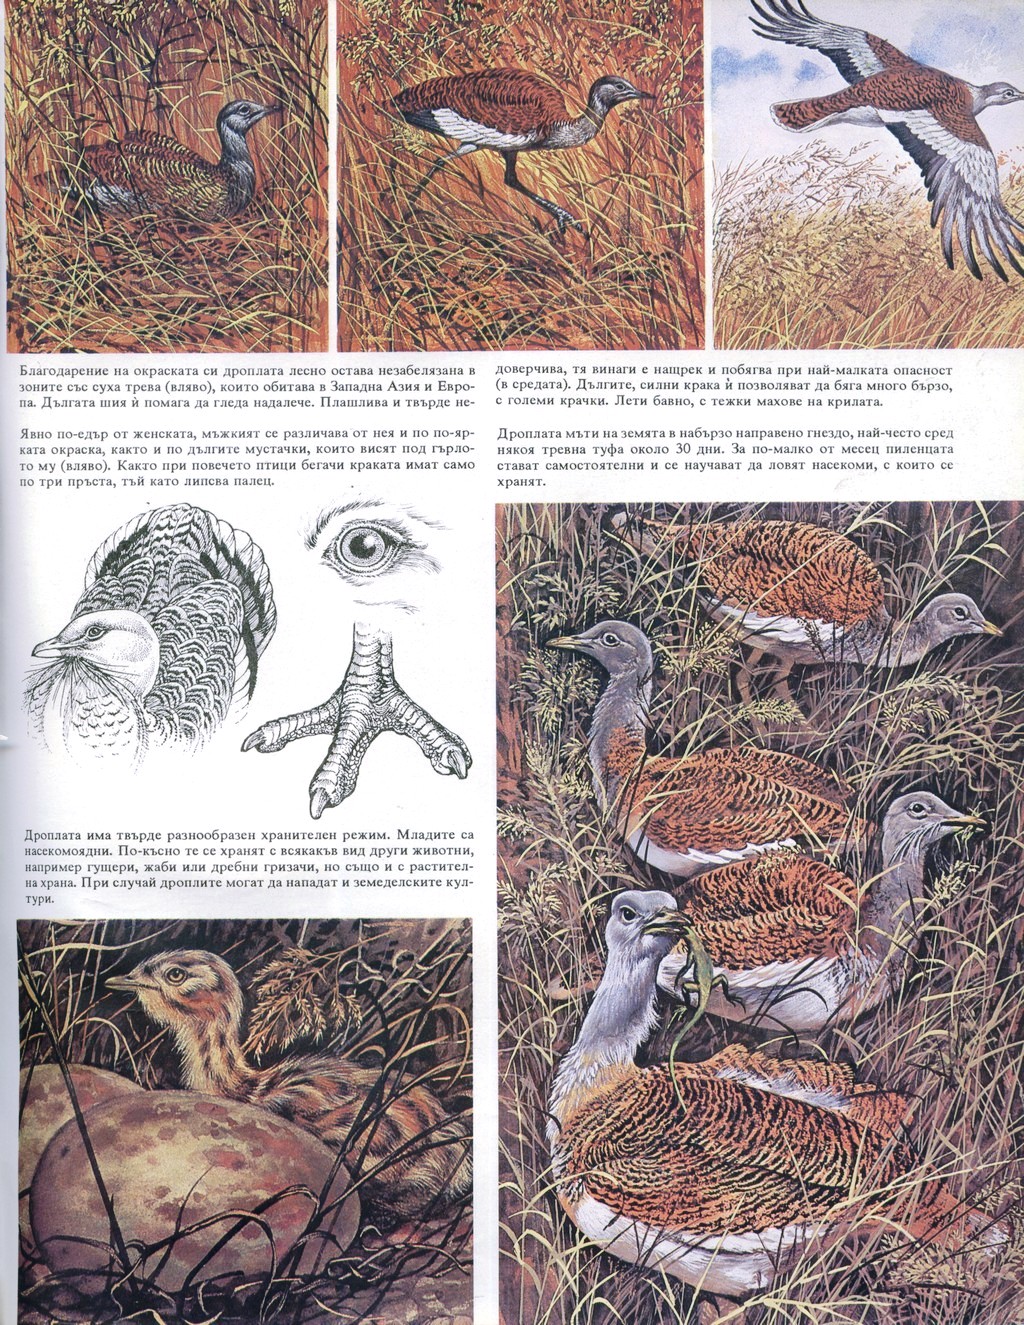 Благодарение на окраската си дроплата лесно остава незабелязана в
зоните със суха трева (вляво), които обитава в Западна Азия и Евро-
па. Дългата шия ѝ помага да гледа надалече. Плашлива и твърде не-
доверчива, тя винаги е нащрек и побягва при най-малката опасност
(в средата). Дългите, силни крака ѝ позволяват да бяга много бързо,
с големи крачки. Лети бавно, с тежки махове на крилата.
Явно по-едър от женската, мъжкият се различава от нея и по по-яр-
ката окраска, както и по дългите мустачки, които висят под гърло-
то му (вляво). Както при повечето птици бегачи краката имат само
по три пръста, тъй като липсва палец.
Дроплата мъти на земята в набързо направено гнездо, най-често сред
някоя тревна туфа около 30 дни. За по-малко от месец пиленцата
стават самостоятелни и се научават да ловят насекоми, с които се
хранят.
Дроплата има твърде разнообразен хранителен режим. Младите са
насекомоядни. По-късно те се хранят с всякакъв вид други животни,
например гущери, жаби или дребни гризачи, но също и с растител-
на храна. При случай дроплите могат да нападат и земеделските кул-
тури.